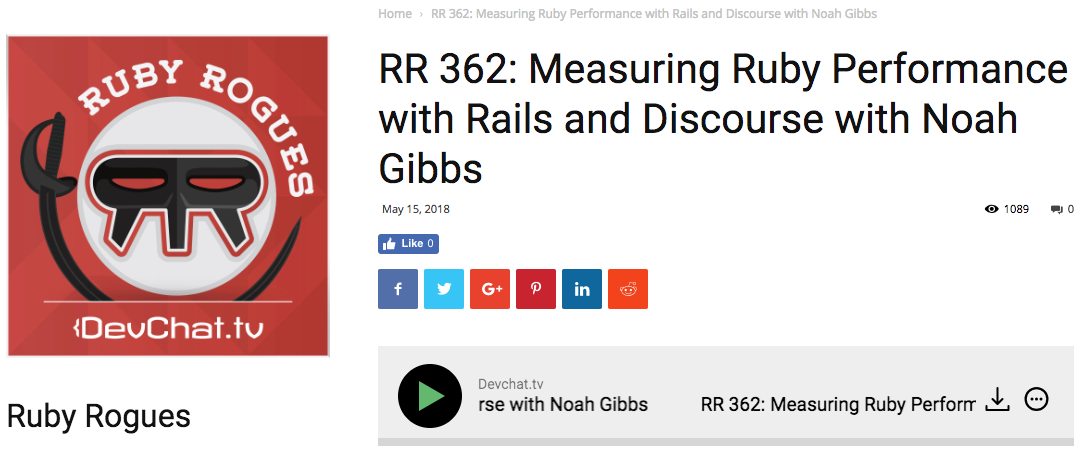 Home › RR 362: Measuring Ruby Performance with Rails and Discourse with Noah Gibbs
RUBY ROGUES
{DevChat.tv
Ruby Rogues
RR 362: Measuring Ruby Performance
with Rails and Discourse with Noah
Gibbs
May 15, 2018
1089
0
Like 0
f
G+
in
Devchat.tv
rse with Noah Gibbs
RR 362: Measuring Ruby Perform